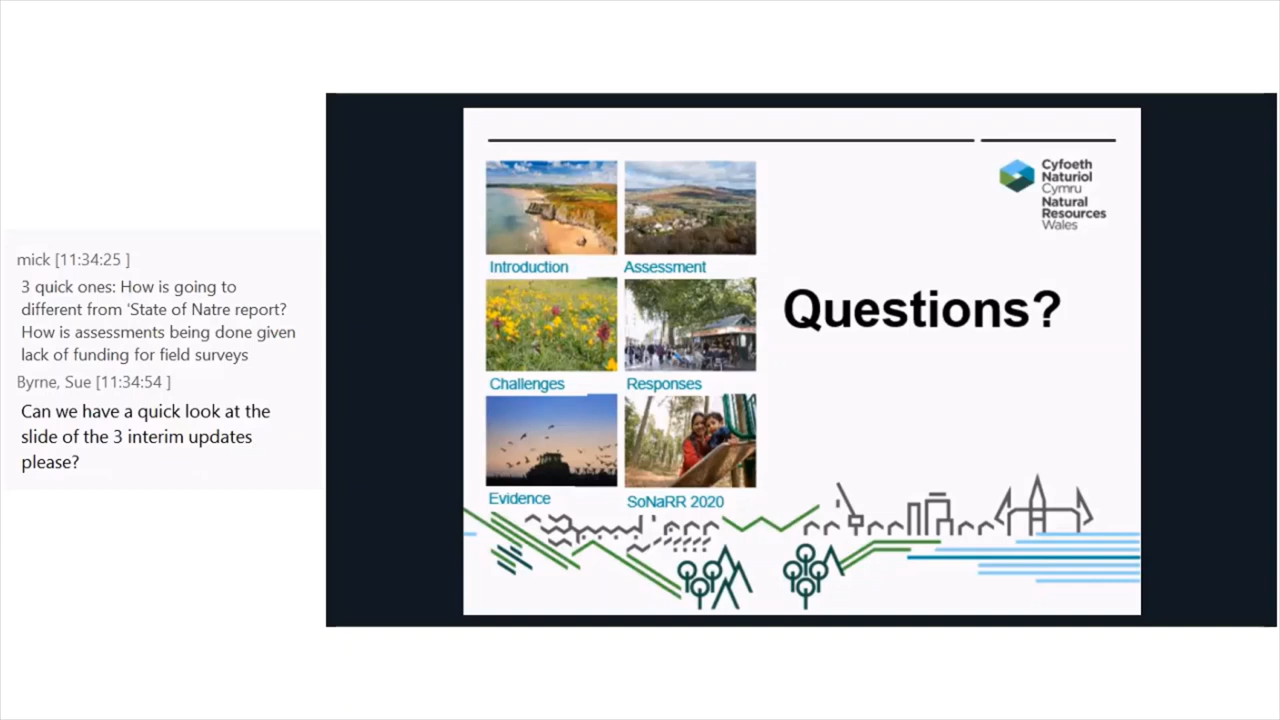 mick [11:34:25 ]
3 quick ones: How is going to
different from 'State of Natre report?
How is assessments being done given
lack of funding for field surveys
Byrne, Sue [11:34:54 ]
Can we have a quick look at the
slide of the 3 interim updates
please?
Cyfoeth
Naturiol
Cymru
Natural
Resources
Wales
Introduction
Assessment
Questions?
Challenges
Responses
Evidence
SoNaRR 2020